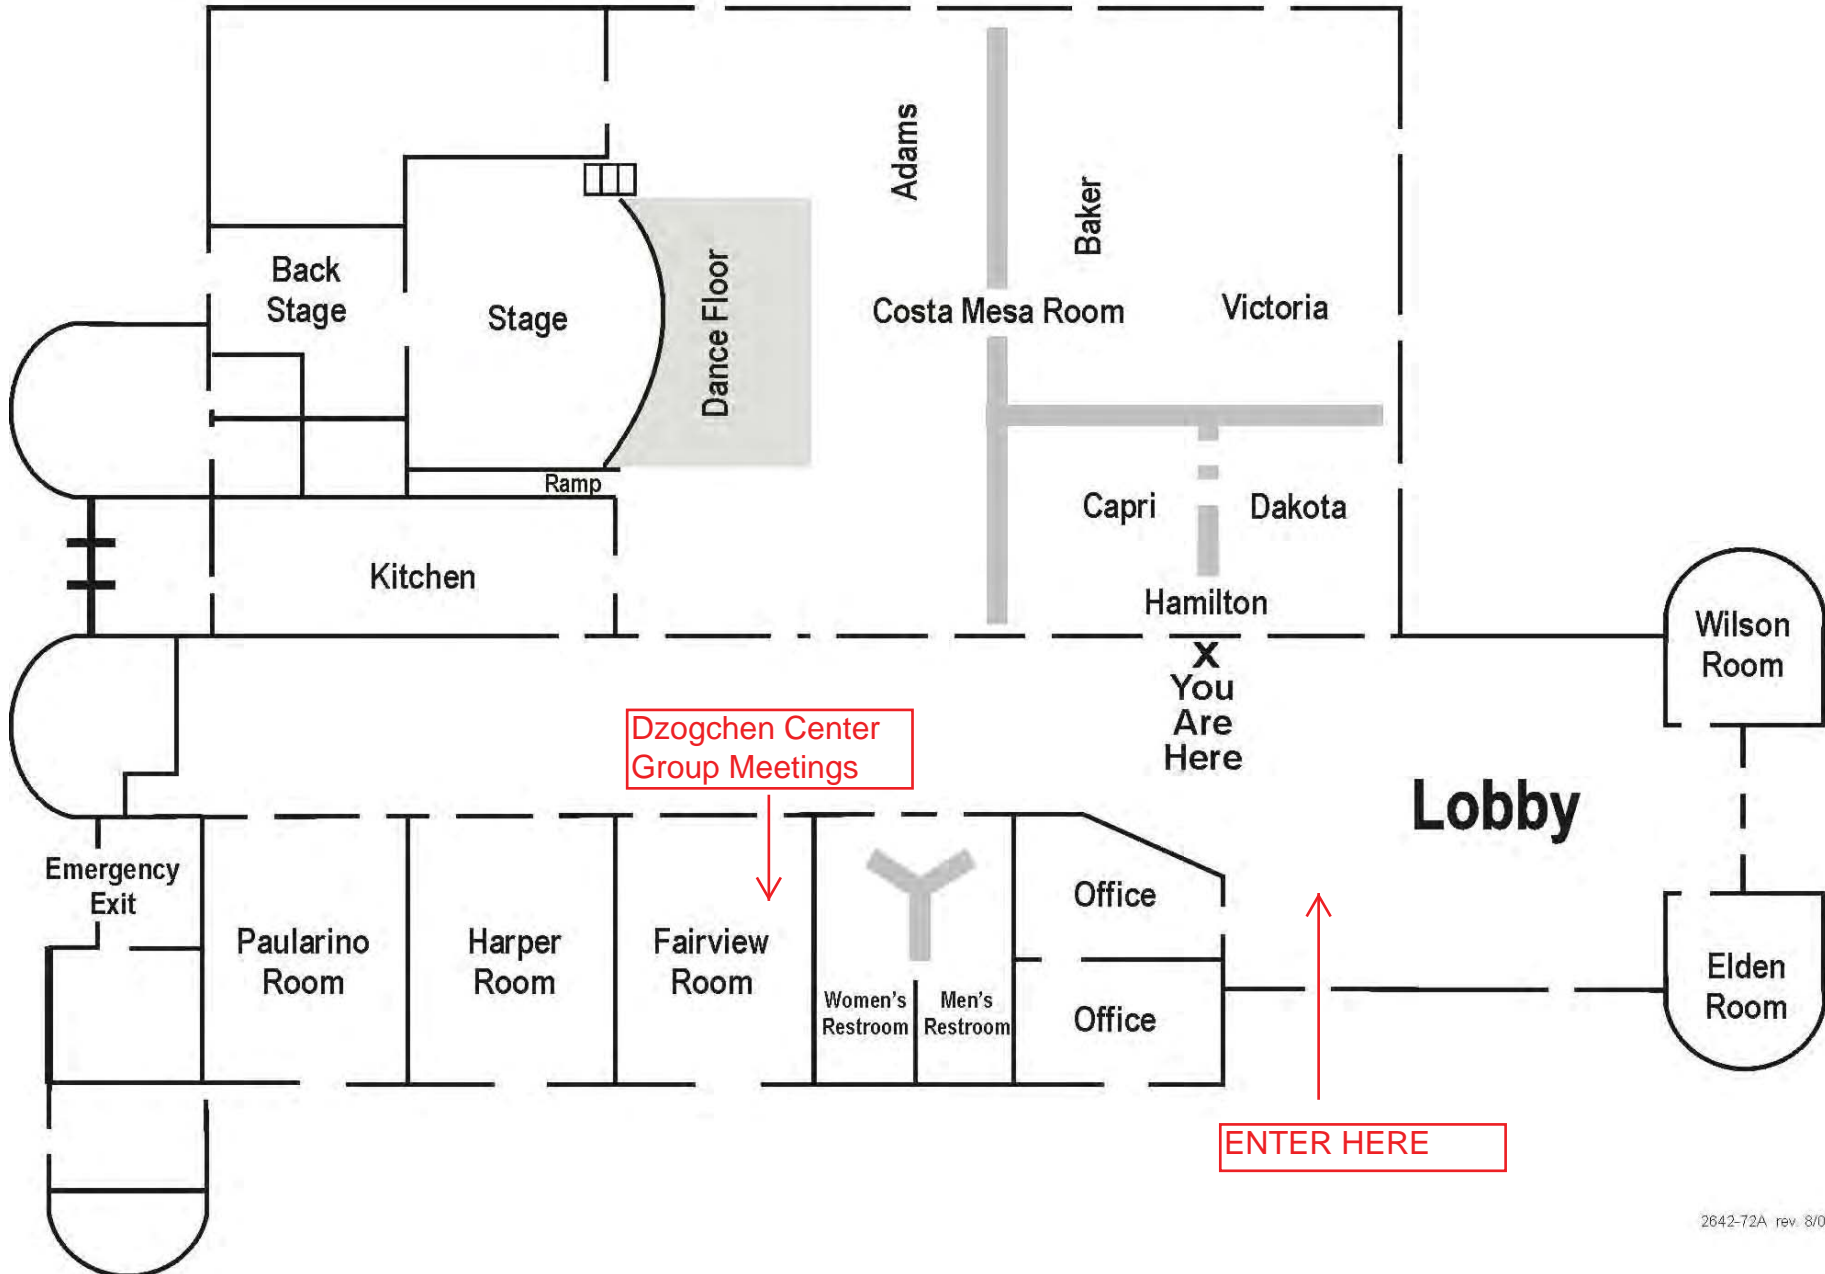 Adams
Baker
Back
Stage
Stage
Dance Floor
Costa Mesa Room
Victoria
Ramp
Capri
Dakota
Kitchen
Hamilton
Wilson
Room
X
You
Are
Here
Dzogchen Center
Group Meetings
Lobby
Emergency
Exit
Paularino
Room
Harper
Room
Fairview
Room
Women's
Restroom
Men's
Restroom
Office
Office
Elden
Room
ENTER HERE
2642-72A rev. 8/0